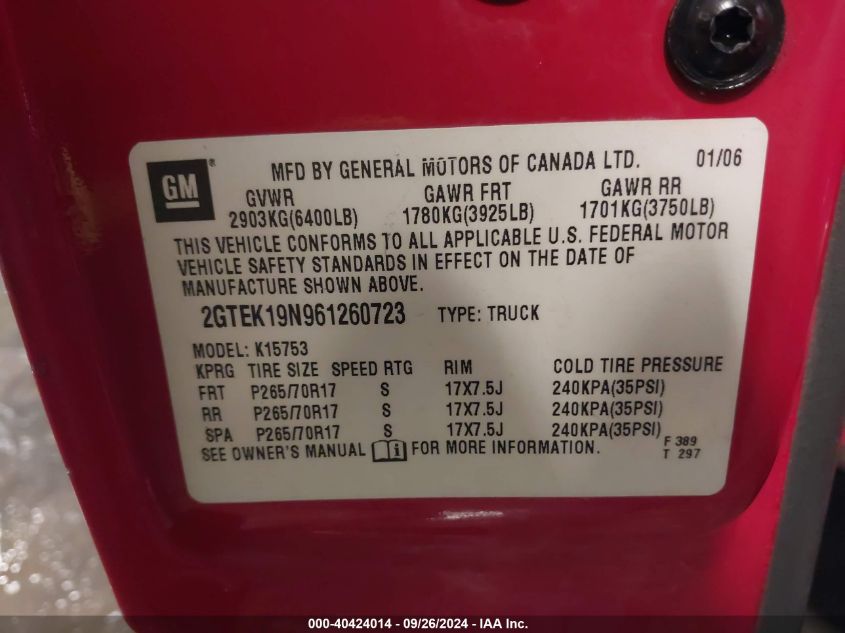 GM ® MFD BY GENERAL MOTORS OF CANADA LTD. 01/06
GVWR GAWR FRT GAWR RR
2903KG(6400LB) 1780KG(3925LB) 1701KG(3750LB)
THIS VEHICLE CONFORMS TO ALL APPLICABLE U.S. FEDERAL MOTOR
VEHICLE SAFETY STANDARDS IN EFFECT ON THE DATE OF
MANUFACTURE SHOWN ABOVE.
2GTEK19N961260723 TYPE: TRUCK
MODEL: K15753
KPRG TIRE SIZE SPEED RTG RIM COLD TIRE PRESSURE
FRT P265/70R17 S 17X7.5J 240KPA(35PSI)
RR P265/70R17 S 17X7.5J 240KPA(35PSI)
SPA P265/70R17 S 17X7.5J 240KPA(35PSI)
SEE OWNER'S MANUAL i FOR MORE INFORMATION.
F 389
T 297
000-40424014 - 09/26/2024 - IAA Inc.